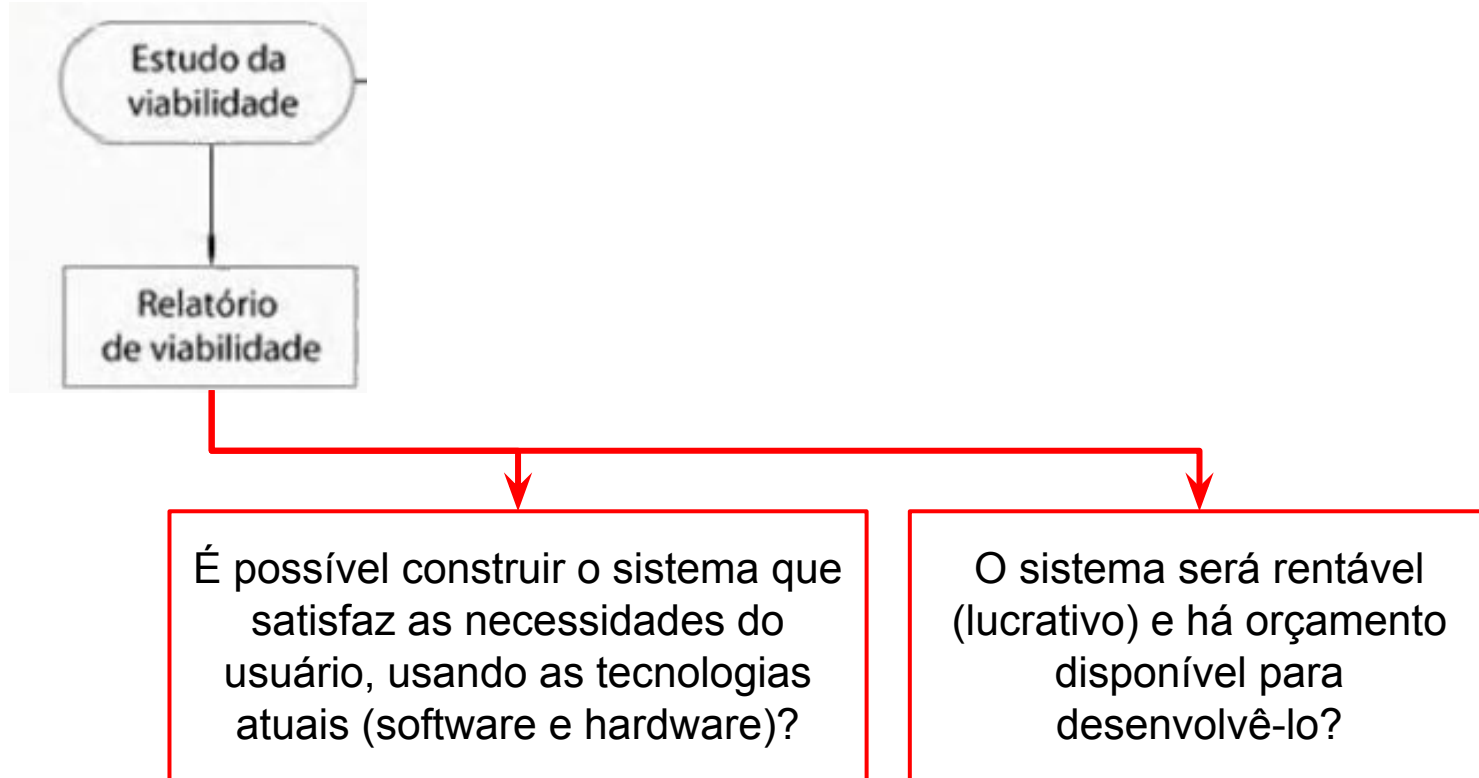 Estudo da
viabilidade
Relatório
de viabilidade
É possível construir o sistema que
satisfaz as necessidades do
usuário, usando as tecnologias
atuais (software e hardware)?
O sistema será rentável
(lucrativo) e há orçamento
disponível para
desenvolvê-lo?